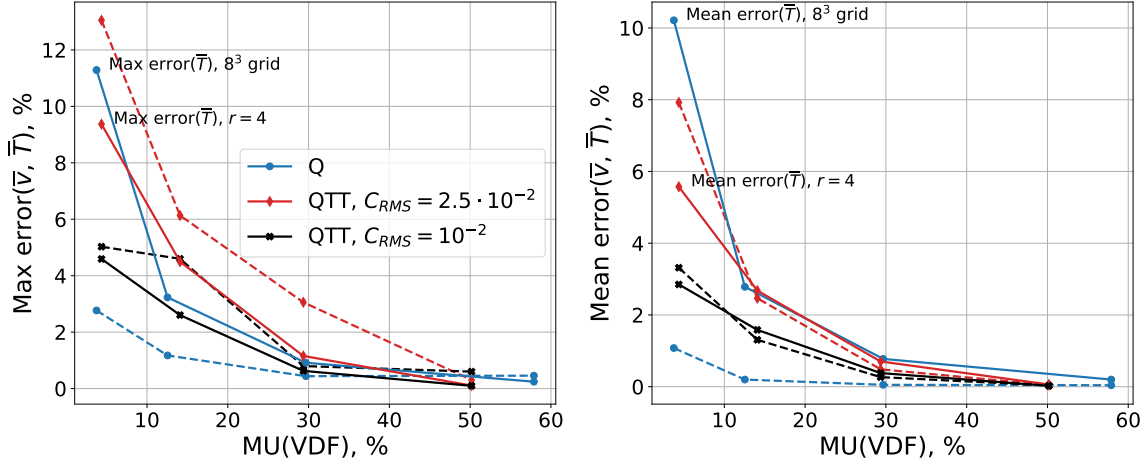 Max error(v̅, T̅), %
12
10
8
6
4
2
0
Max error(T̅), 8³ grid
Max error(T̅), r = 4
Q
QTT, C_RMS = 2.5 · 10⁻²
QTT, C_RMS = 10⁻²
10 20 30 40 50 60
MU(VDF), %
Mean error(v̅, T̅), %
10
8
6
4
2
0
Mean error(T̅), 8³ grid
Mean error(T̅), r = 4
10 20 30 40 50 60
MU(VDF), %